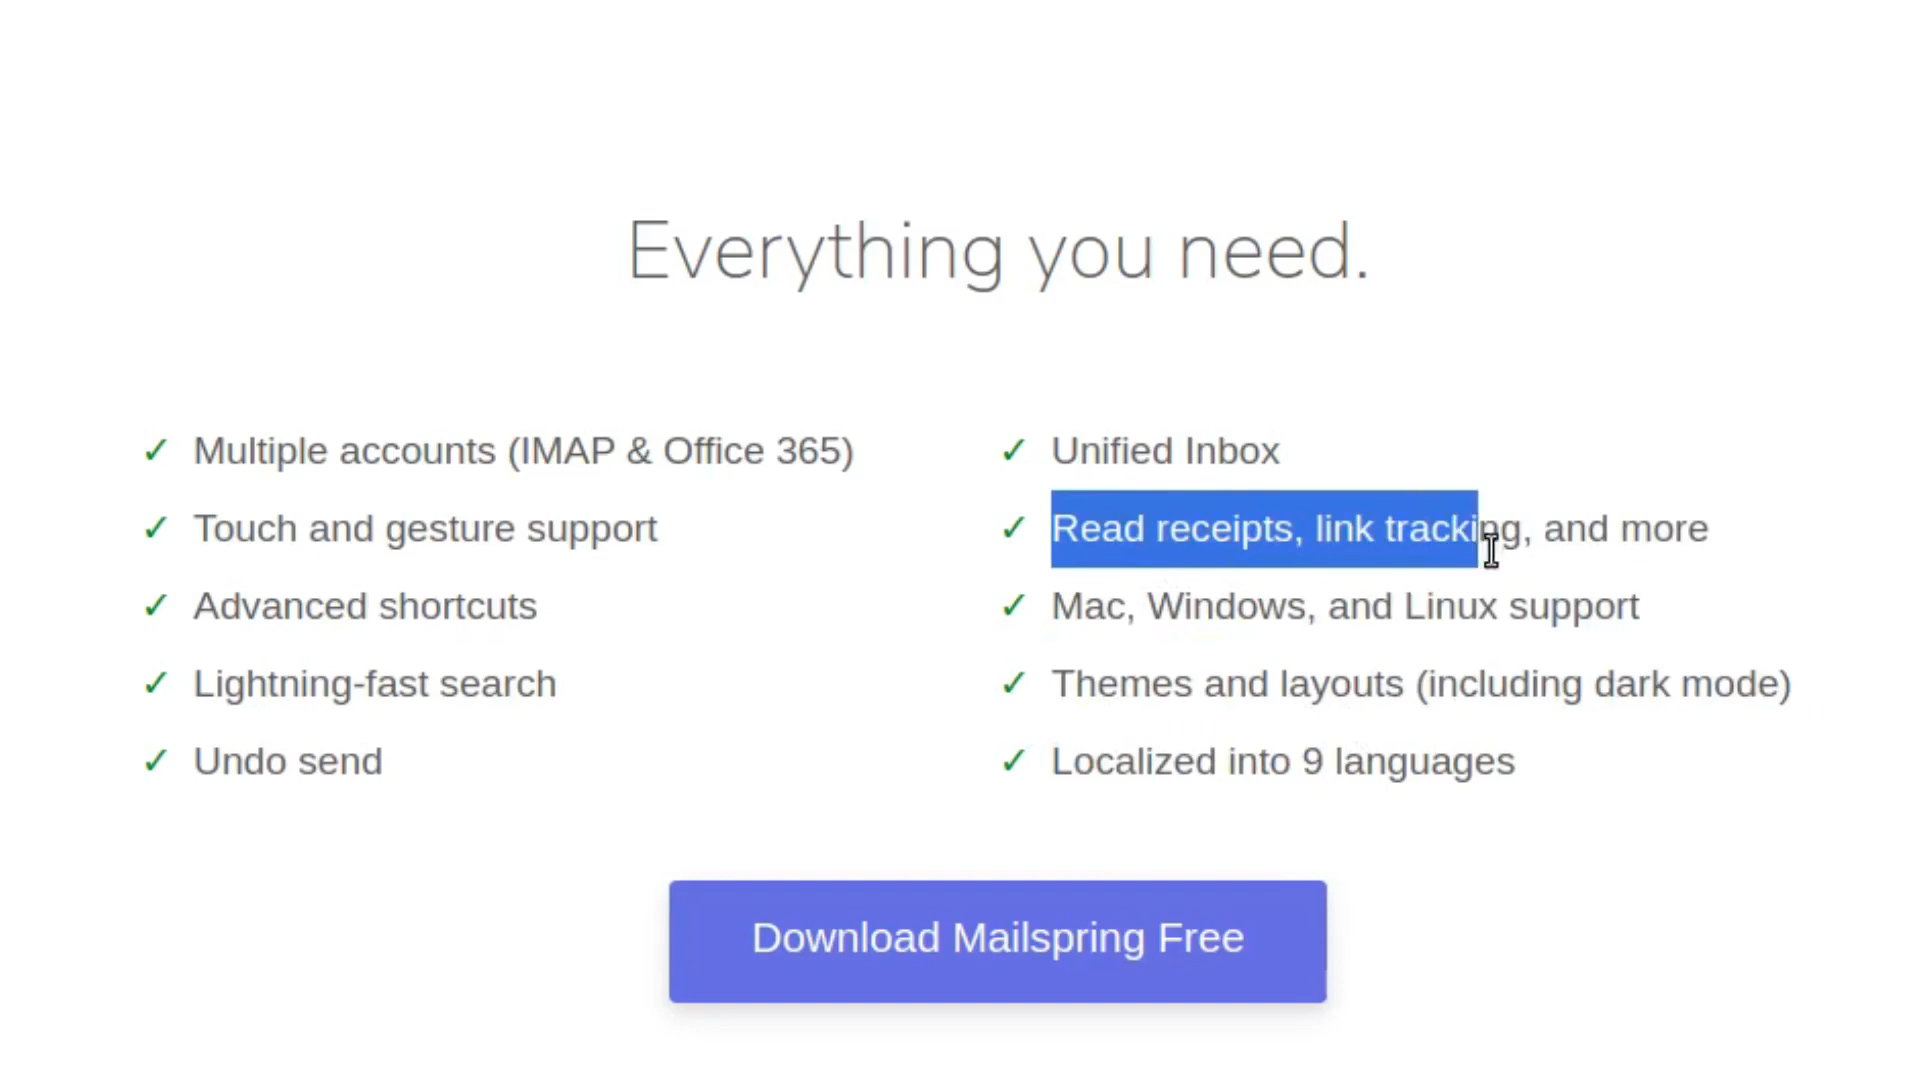 Everything you need.
✓ Multiple accounts (IMAP & Office 365)
✓ Touch and gesture support
✓ Advanced shortcuts
✓ Lightning-fast search
✓ Undo send
✓ Unified Inbox
✓ Read receipts, link tracking, and more
✓ Mac, Windows, and Linux support
✓ Themes and layouts (including dark mode)
✓ Localized into 9 languages
Download Mailspring Free